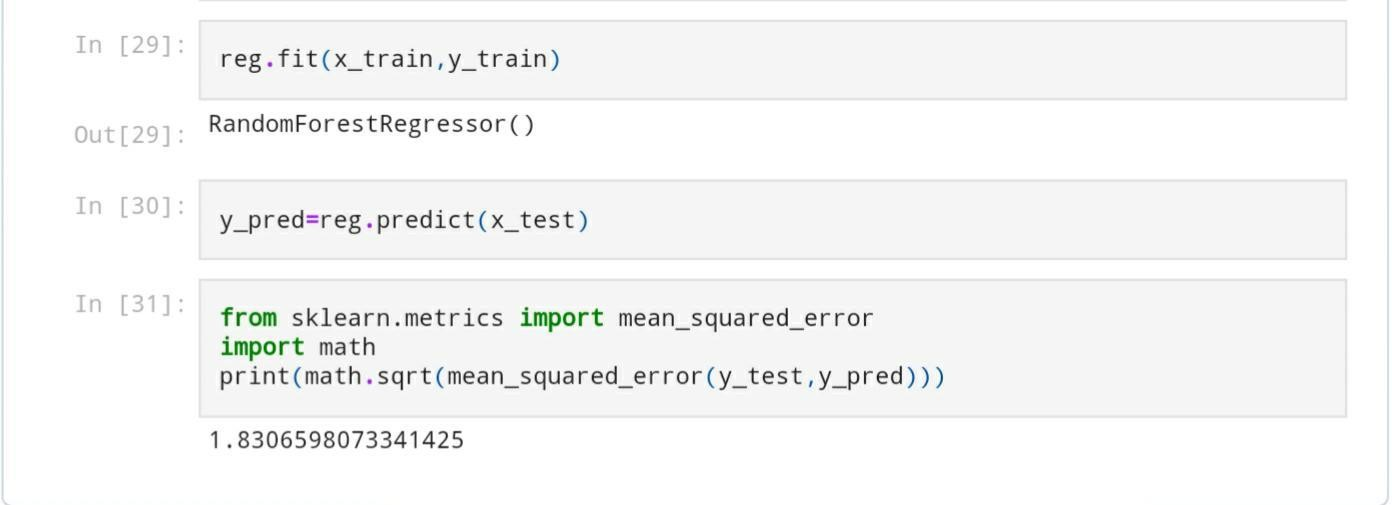 In [29]:
reg.fit(x_train,y_train)
Out[29]:
RandomForestRegressor()
In [30]:
y_pred=reg.predict(x_test)
In [31]:
from sklearn.metrics import mean_squared_error
import math
print(math.sqrt(mean_squared_error(y_test,y_pred)))
1.8306598073341425